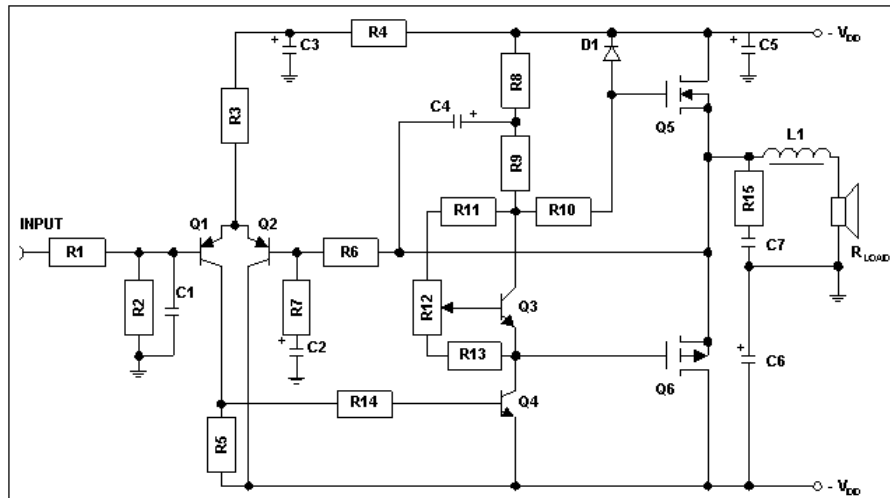 R4
C3
D1
C5
- VDD
R8
R3
C4
Q5
L1
R9
R15
INPUT
Q1
Q2
R11
R10
R1
R6
C7
RLOAD
R2
C1
R7
R12
Q3
C2
R13
Q6
C6
R14
Q4
R5
- VDD